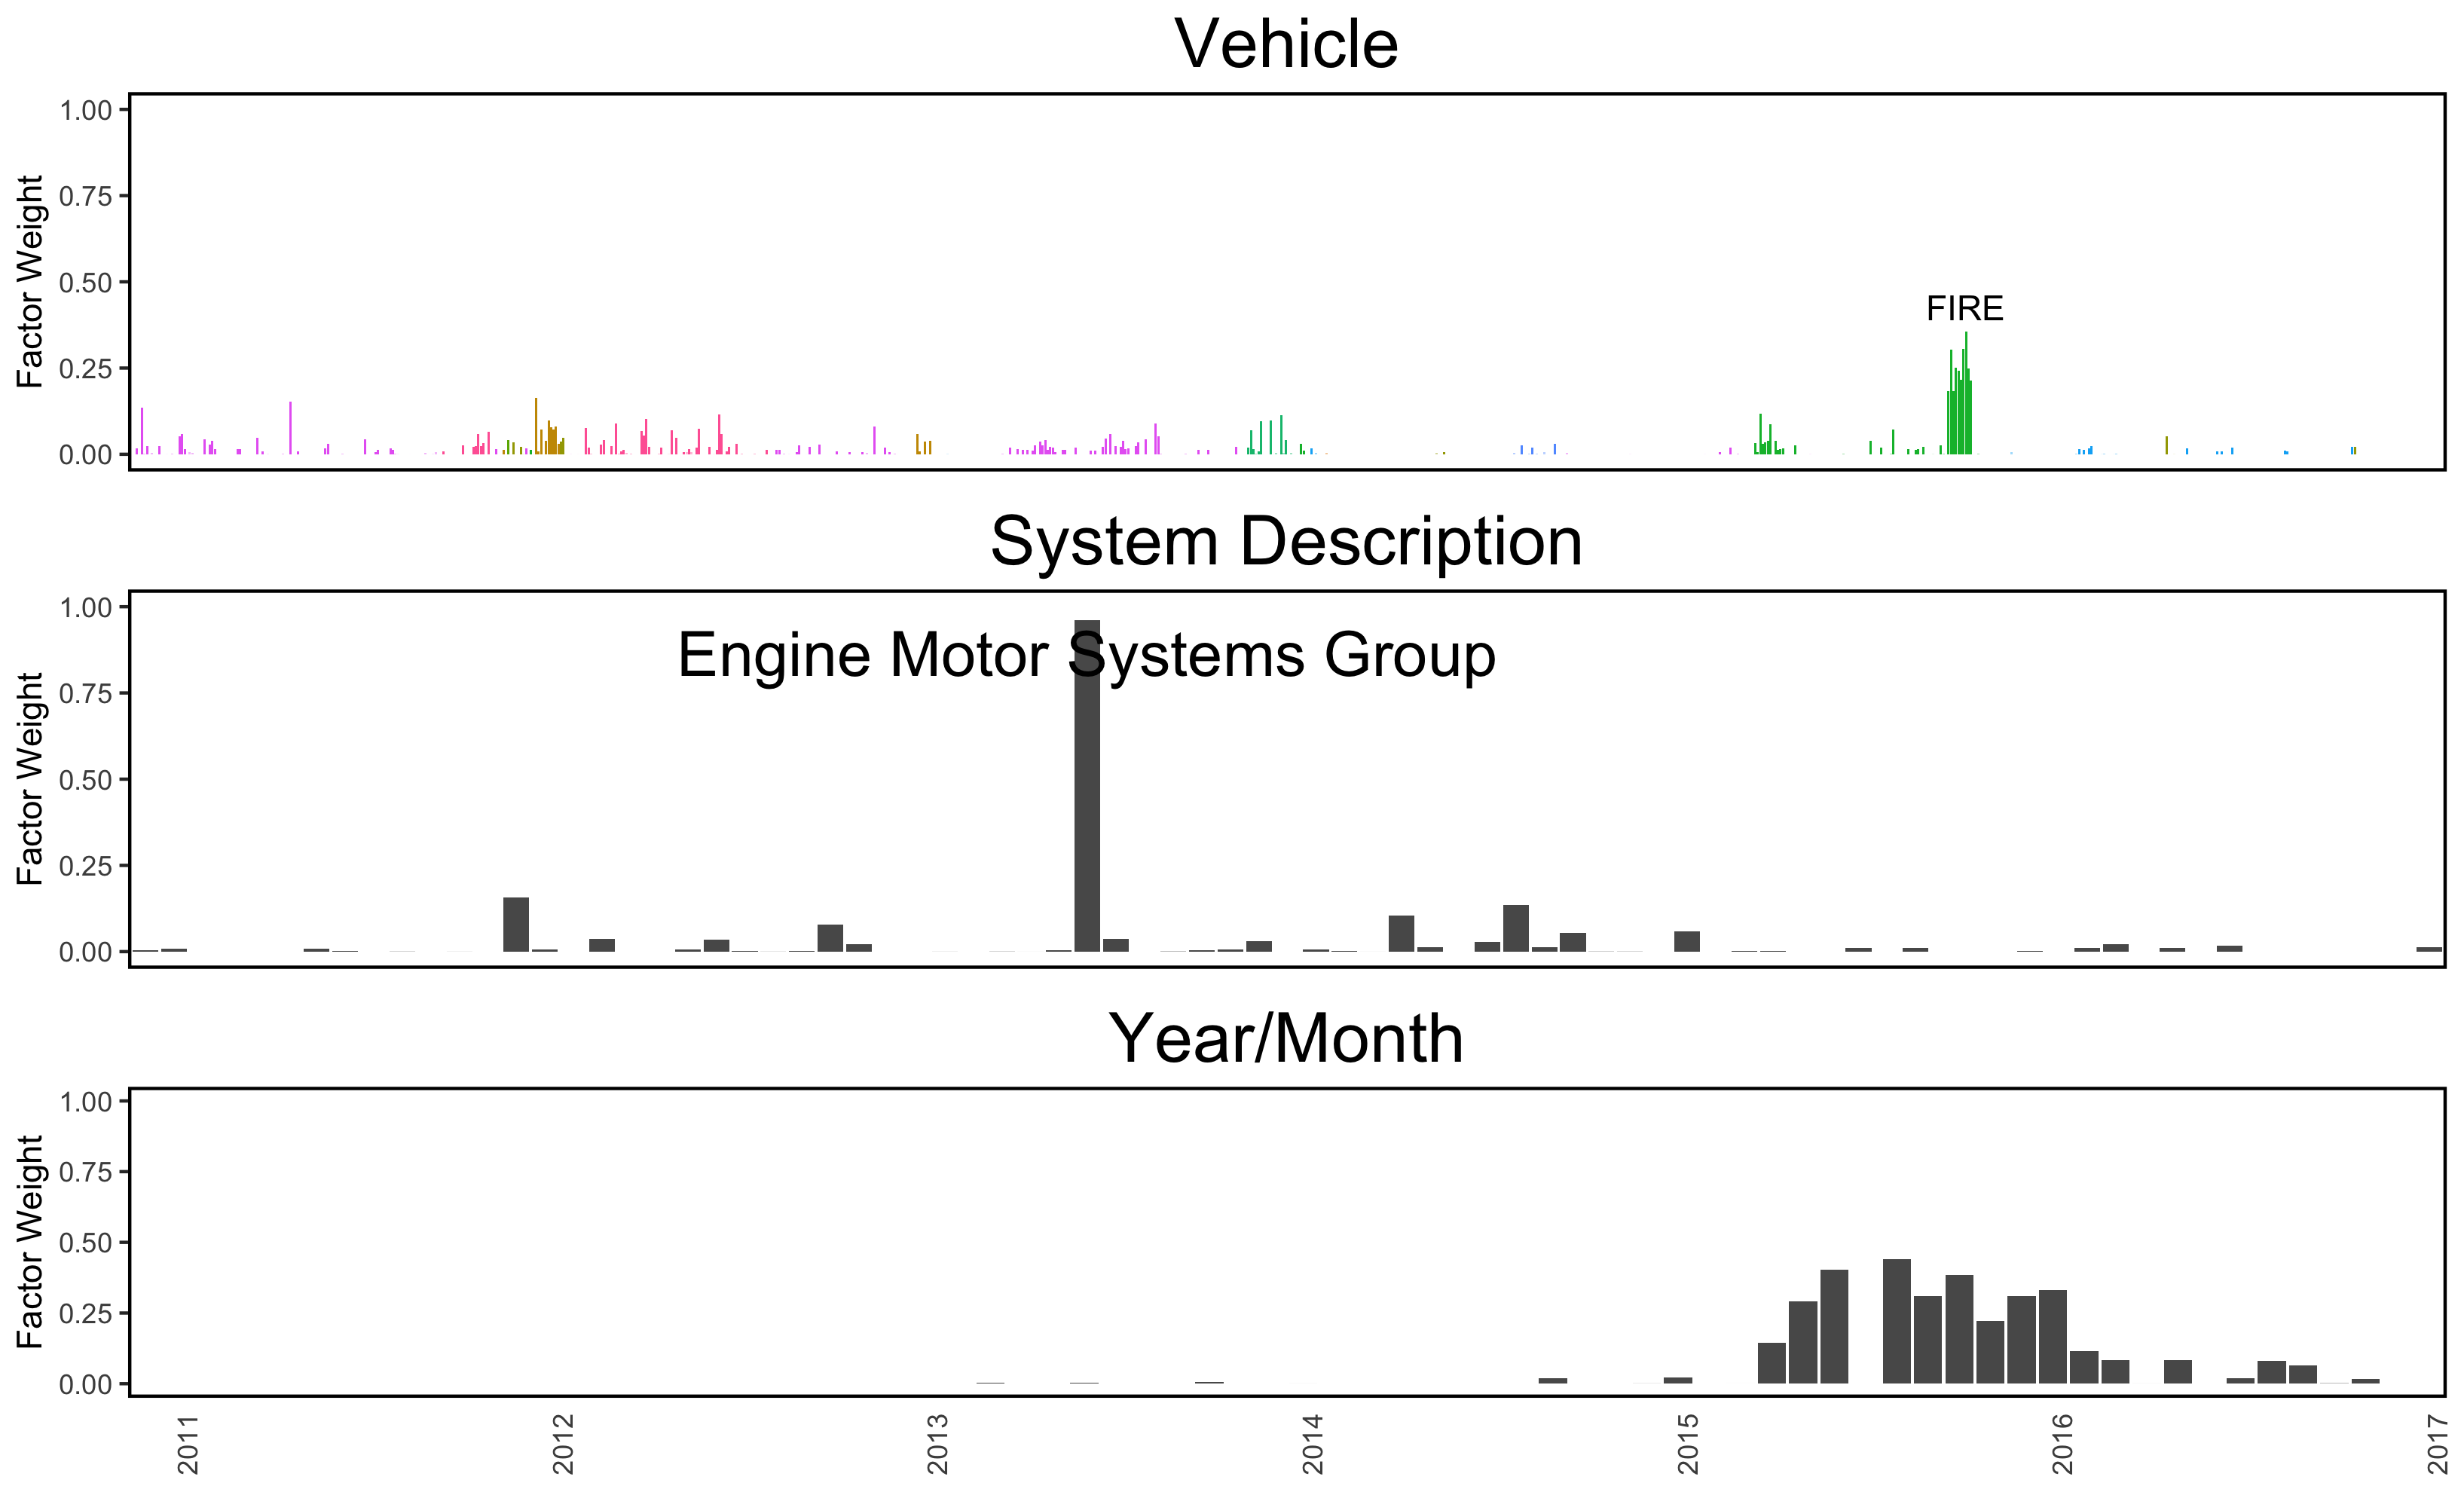 Vehicle
Factor Weight
1.00
0.75
0.50
0.25
0.00
FIRE
System Description
Factor Weight
1.00
0.75
0.50
0.25
0.00
Engine Motor Systems Group
Year/Month
Factor Weight
1.00
0.75
0.50
0.25
0.00
2011
2012
2013
2014
2015
2016
2017